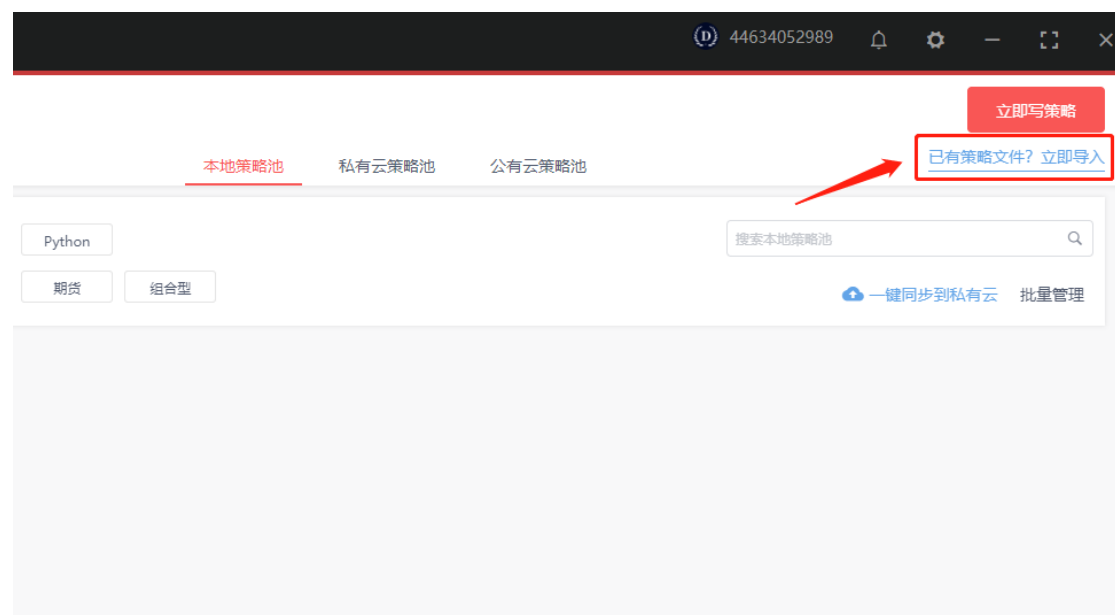 44634052989
立即写策略
已有策略文件？立即导入
本地策略池 私有云策略池 公有云策略池
Python
搜索本地策略池
期货 组合型
一键同步到私有云 批量管理